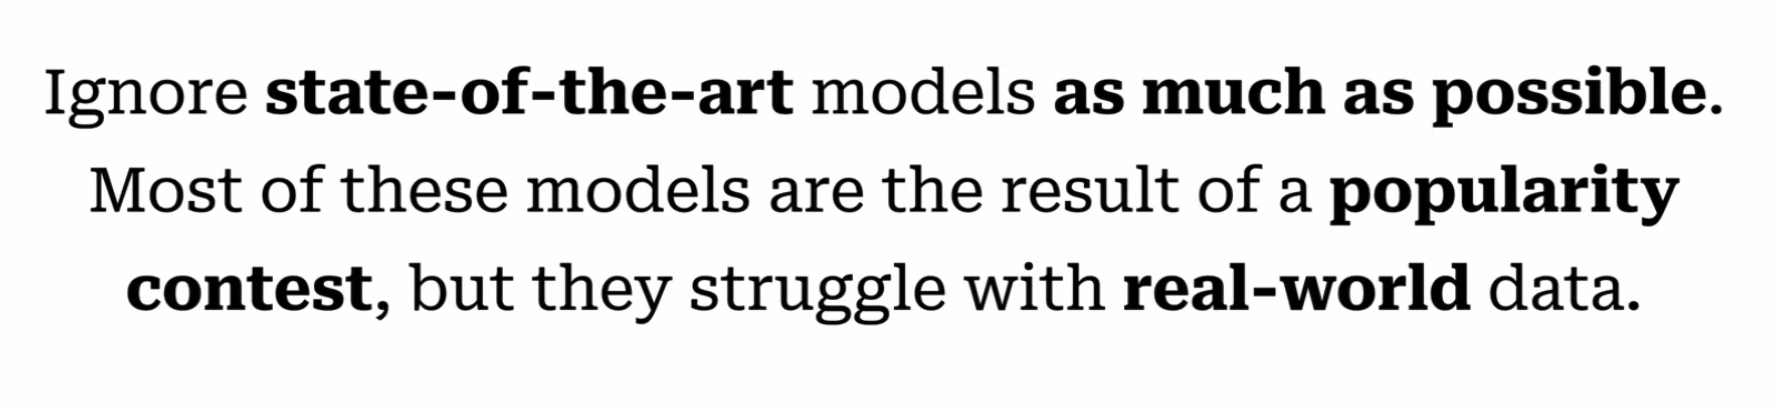 Ignore state-of-the-art models as much as possible.
Most of these models are the result of a popularity
contest, but they struggle with real-world data.